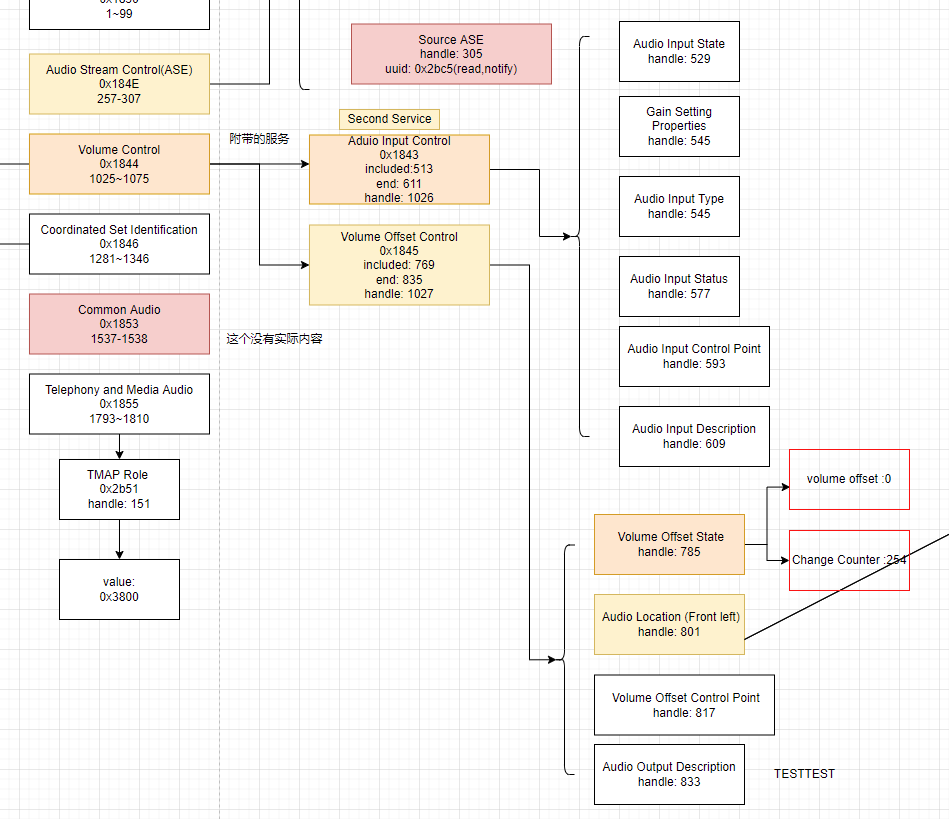 1~99
Audio Stream Control(ASE)
0x184E
257-307
Volume Control
0x1844
1025~1075
Coordinated Set Identification
0x1846
1281~1346
Common Audio
0x1853
1537-1538
Telephony and Media Audio
0x1855
1793~1810
TMAP Role
0x2b51
handle: 151
value:
0x3800
附带的服务
这个没有实际内容
Source ASE
handle: 305
uuid: 0x2bc5(read,notify)
Second Service
Aduio Input Control
0x1843
included:513
end: 611
handle: 1026
Volume Offset Control
0x1845
included: 769
end: 835
handle: 1027
Audio Input State
handle: 529
Gain Setting
Properties
handle: 545
Audio Input Type
handle: 545
Audio Input Status
handle: 577
Audio Input Control Point
handle: 593
Audio Input Description
handle: 609
Volume Offset State
handle: 785
volume offset :0
Change Counter :254
Audio Location (Front left)
handle: 801
Volume Offset Control Point
handle: 817
Audio Output Description
handle: 833
TESTTEST